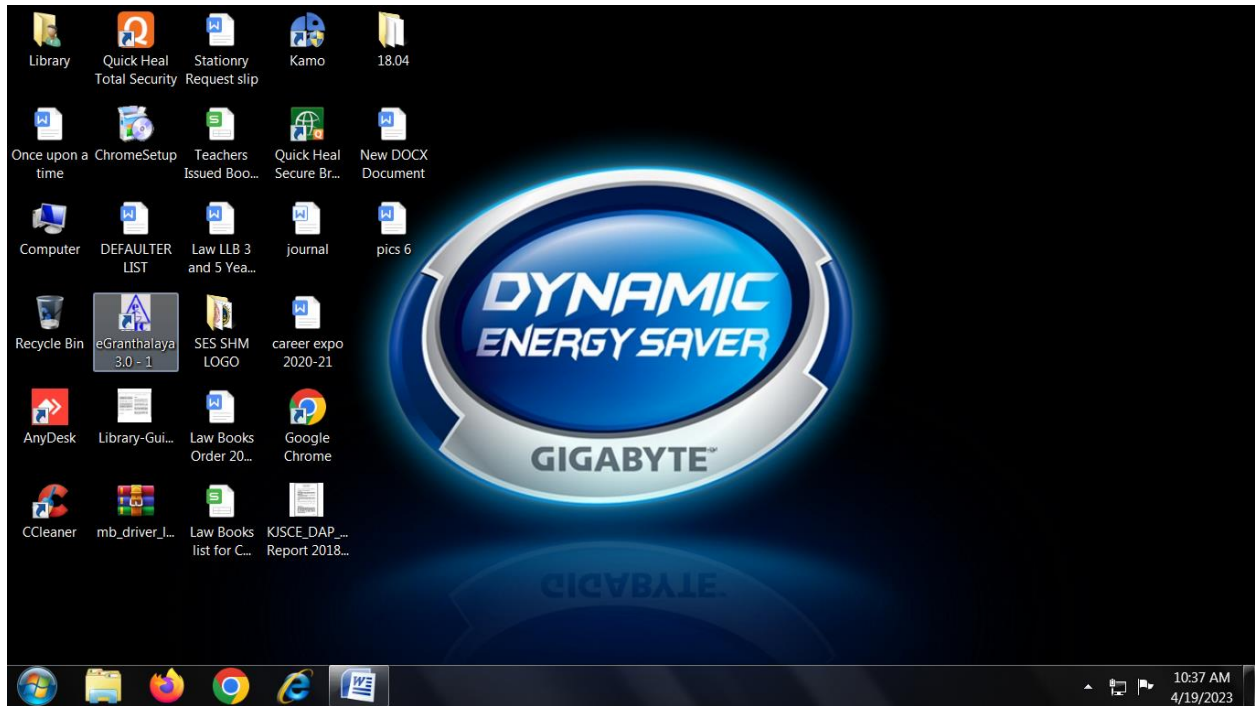 Library
Quick Heal
Total Security
Stationry
Request slip
Kamo
18.04
Once upon a
time
ChromeSetup
Teachers
Issued Boo...
Quick Heal
Secure Br...
New DOCX
Document
Computer
DEFAULTER
LIST
Law LLB 3
and 5 Yea...
journal
pics 6
Recycle Bin
eGranthalaya
3.0 - 1
SES SHM
LOGO
career expo
2020-21
AnyDesk
Library-Gui...
Law Books
Order 20...
Google
Chrome
CCleaner
mb_driver_l...
Law Books
list for C...
KJSCE_DAP_...
Report 2018...
DYNAMIC
ENERGY SAVER
GIGABYTE
10:37 AM
4/19/2023